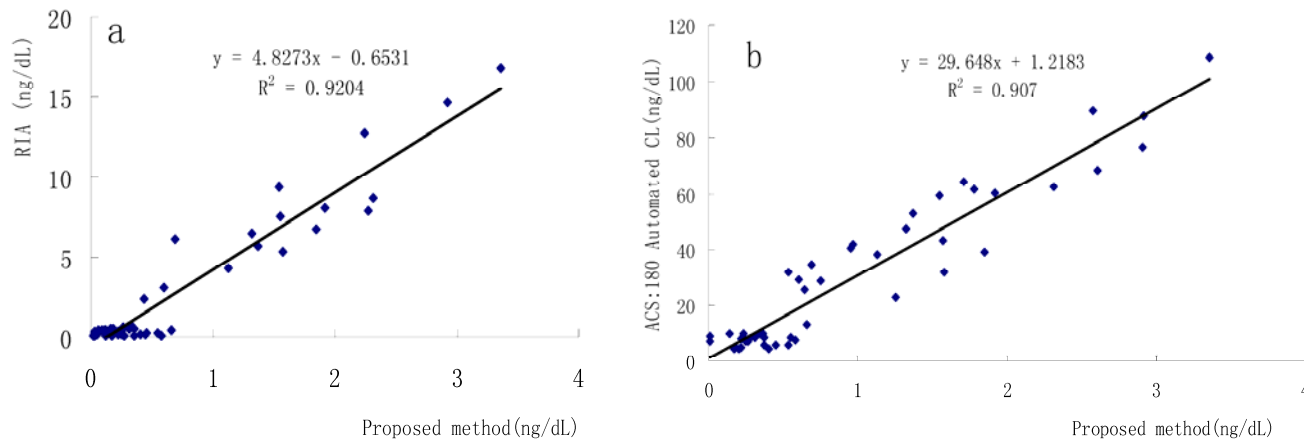 a
y = 4.8273x - 0.6531
R² = 0.9204
RIA (ng/dL)
20
15
10
5
0
0 1 2 3 4
Proposed method(ng/dL)
b
y = 29.648x + 1.2183
R² = 0.907
ACS:180 Automated CL(ng/dL)
120
100
80
60
40
20
0
0 1 2 3 4
Proposed method(ng/dL)